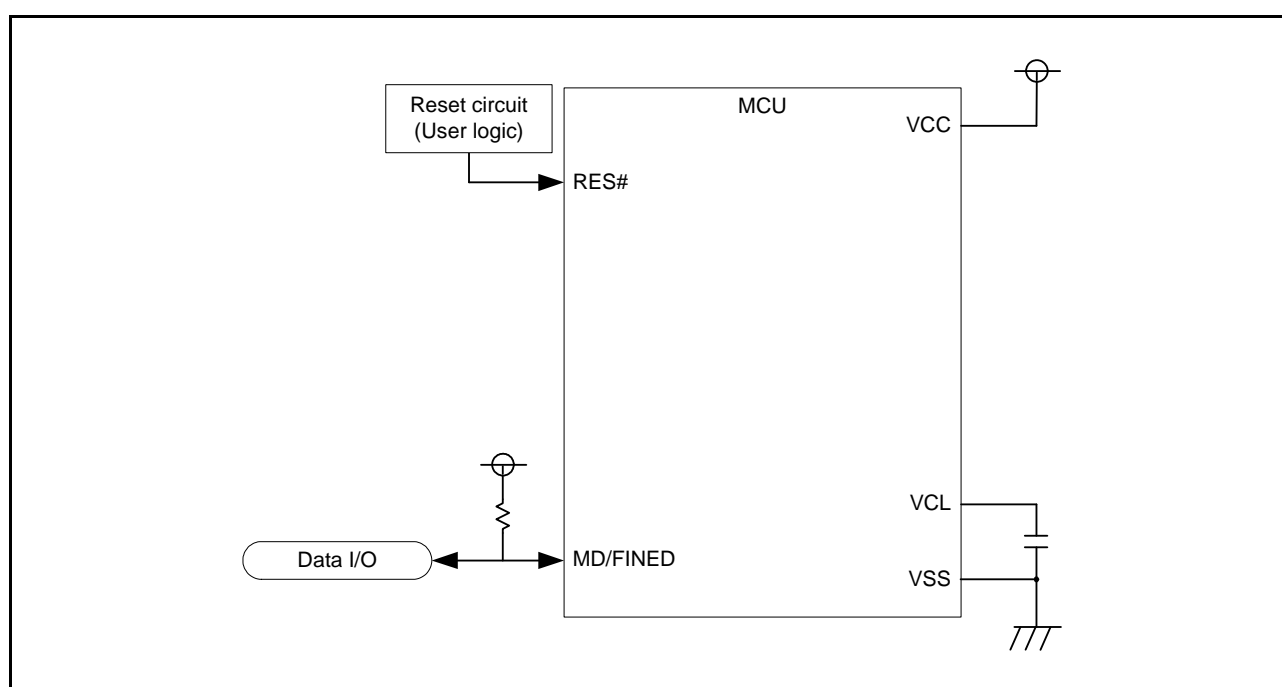 Reset circuit
(User logic)
MCU
VCC
RES#
VCL
Data I/O
MD/FINED
VSS